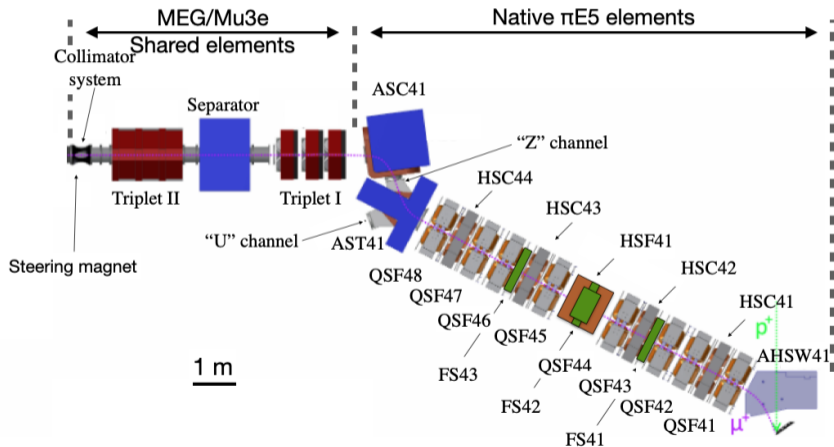 MEG/Mu3e
Shared elements
Native πE5 elements
Collimator
system
Separator
ASC41
"Z" channel
Triplet II
Triplet I
HSC44
HSC43
HSF41
HSC42
HSC41
"U" channel
AST41
Steering magnet
QSF48
QSF47
QSF46
QSF45
QSF44
QSF43
QSF42
QSF41
FS43
FS42
FS41
1 m
p+
AHSW41
μ+